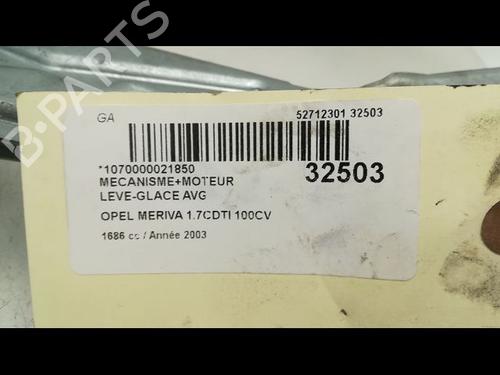 GA
52712301 32503
*1070000021850
32503
MECANISME+MOTEUR
LEVE-GLACE AVG
OPEL MERIVA 1.7CDTI 100CV
1686 cc / Année 2003
B-PARTS